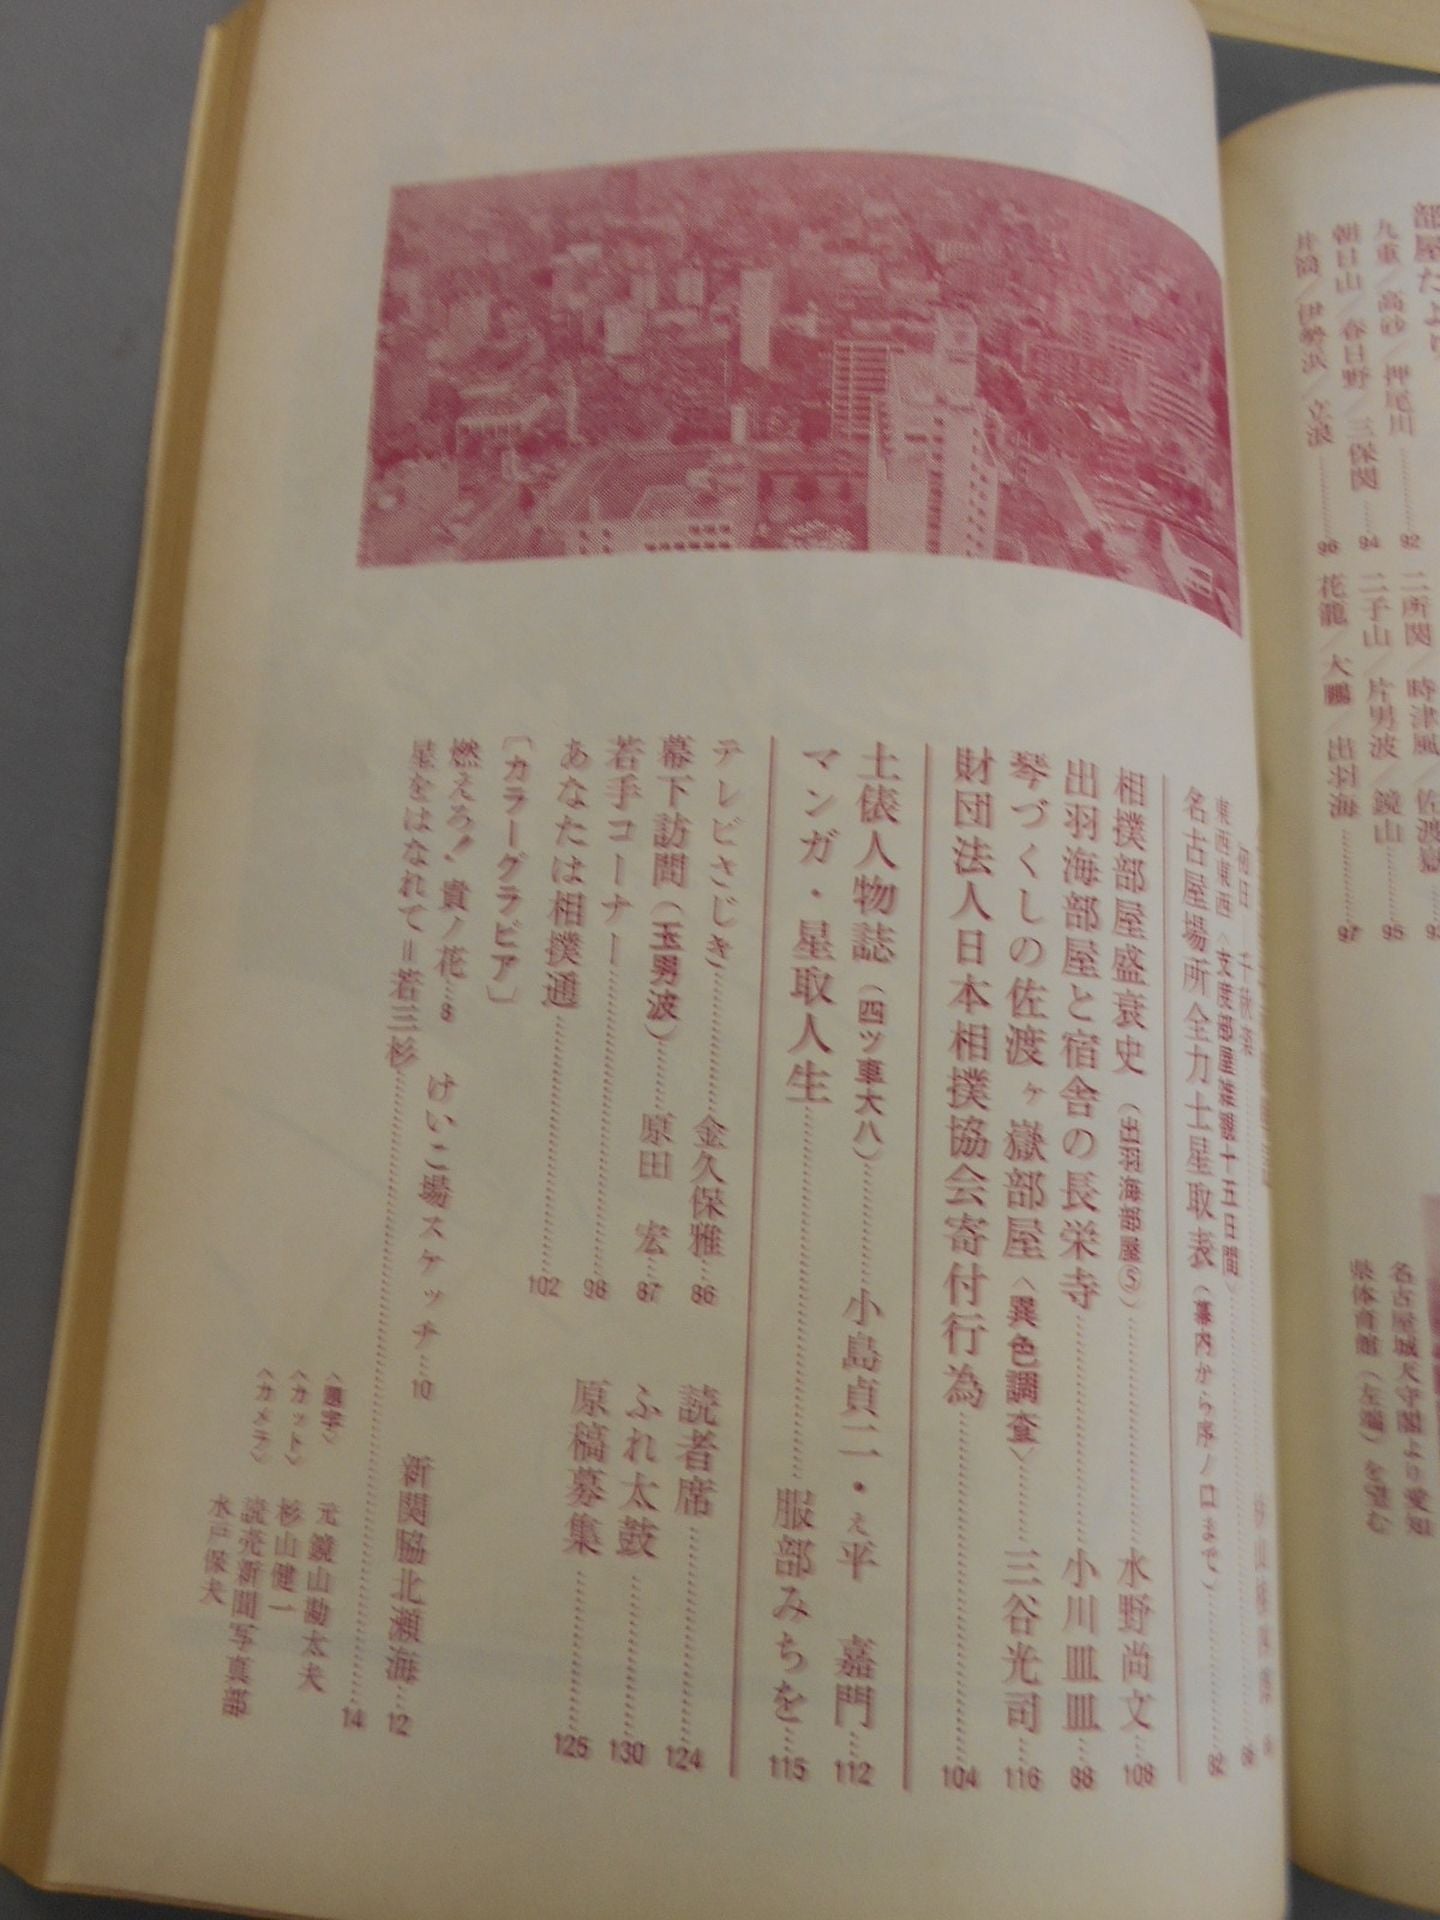 部屋だより
九重／高砂／押尾川……92
朝日山／春日野／三保関……94
井筒／伊勢浜／立浪……96
二所関／時津風／佐渡嶽……93
二子山／片男波／鏡山……95
花籠／大鵬／出羽海……97
名古屋城天守閣より愛知
県体育館（左端）を望む
千秋楽
東西東西〈支度部屋雑観十五日間〉
名古屋場所全力士星取表（幕内から序ノ口まで）……82
相撲部屋盛衰史（出羽海部屋⑤）……水野尚文……108
出羽海部屋と宿舎の長栄寺……小川皿皿……88
琴づくしの佐渡ヶ嶽部屋〈異色調査〉……三谷光司……116
財団法人日本相撲協会寄付行為……104
土俵人物誌（四ツ車大八）……小島貞二・え・平 嘉門……112
マンガ・星取人生……服部みちを……115
テレビさじき……金久保雅……86
幕下訪問（玉男波）……原田 宏……87
若手コーナー……98
あなたは相撲通……102
読者席……124
ふれ太鼓……130
原稿募集……125
〔カラーグラビア〕
燃えろ！貴ノ花…8 けいこ場スケッチ…10 新関脇北瀬海…12
星をはなれて＝若三杉……14
〈題字〉 元 鏡山勘太夫
〈カット〉 杉山健一
〈カメラ〉 読売新聞写真部
水戸保夫